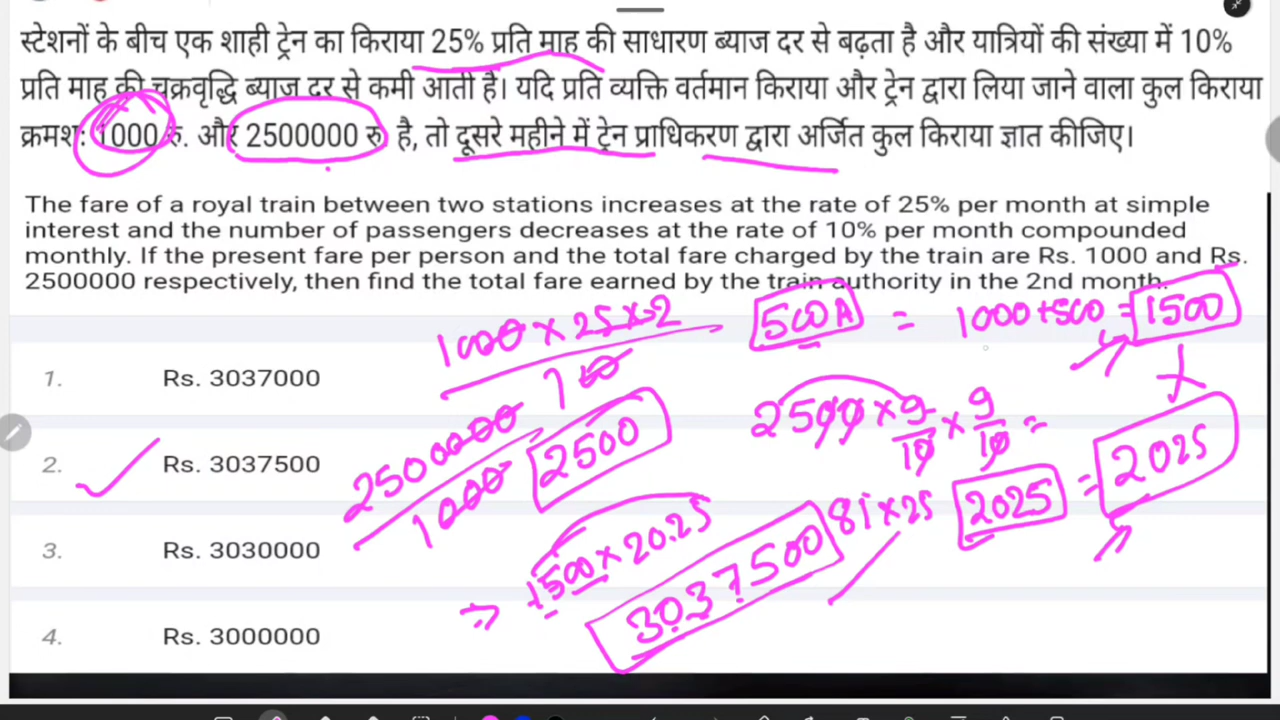 स्टेशनों के बीच एक शाही ट्रेन का किराया 25% प्रति माह की साधारण ब्याज दर से बढ़ता है और यात्रियों की संख्या में 10%
प्रति माह की चक्रवृद्धि ब्याज दर से कमी आती है। यदि प्रति व्यक्ति वर्तमान किराया और ट्रेन द्वारा लिया जाने वाला कुल किराया
क्रमश: 1000 रु. और 2500000 रु है, तो दूसरे महीने में ट्रेन प्राधिकरण द्वारा अर्जित कुल किराया ज्ञात कीजिए।
The fare of a royal train between two stations increases at the rate of 25% per month at simple
interest and the number of passengers decreases at the rate of 10% per month compounded
monthly. If the present fare per person and the total fare charged by the train are Rs. 1000 and Rs.
2500000 respectively, then find the total fare earned by the train authority in the 2nd month.
1000 × 25 × 2 / 100 = 500 = 1000 + 500 = 1500
1. Rs. 3037000
2500 × 9/10 × 9/10 =
2. Rs. 3037500
2500000 / 1000 2500
81 × 25 2025 = 2025
3. Rs. 3030000
⇒ 1500 × 20.25
3037500
4. Rs. 3000000